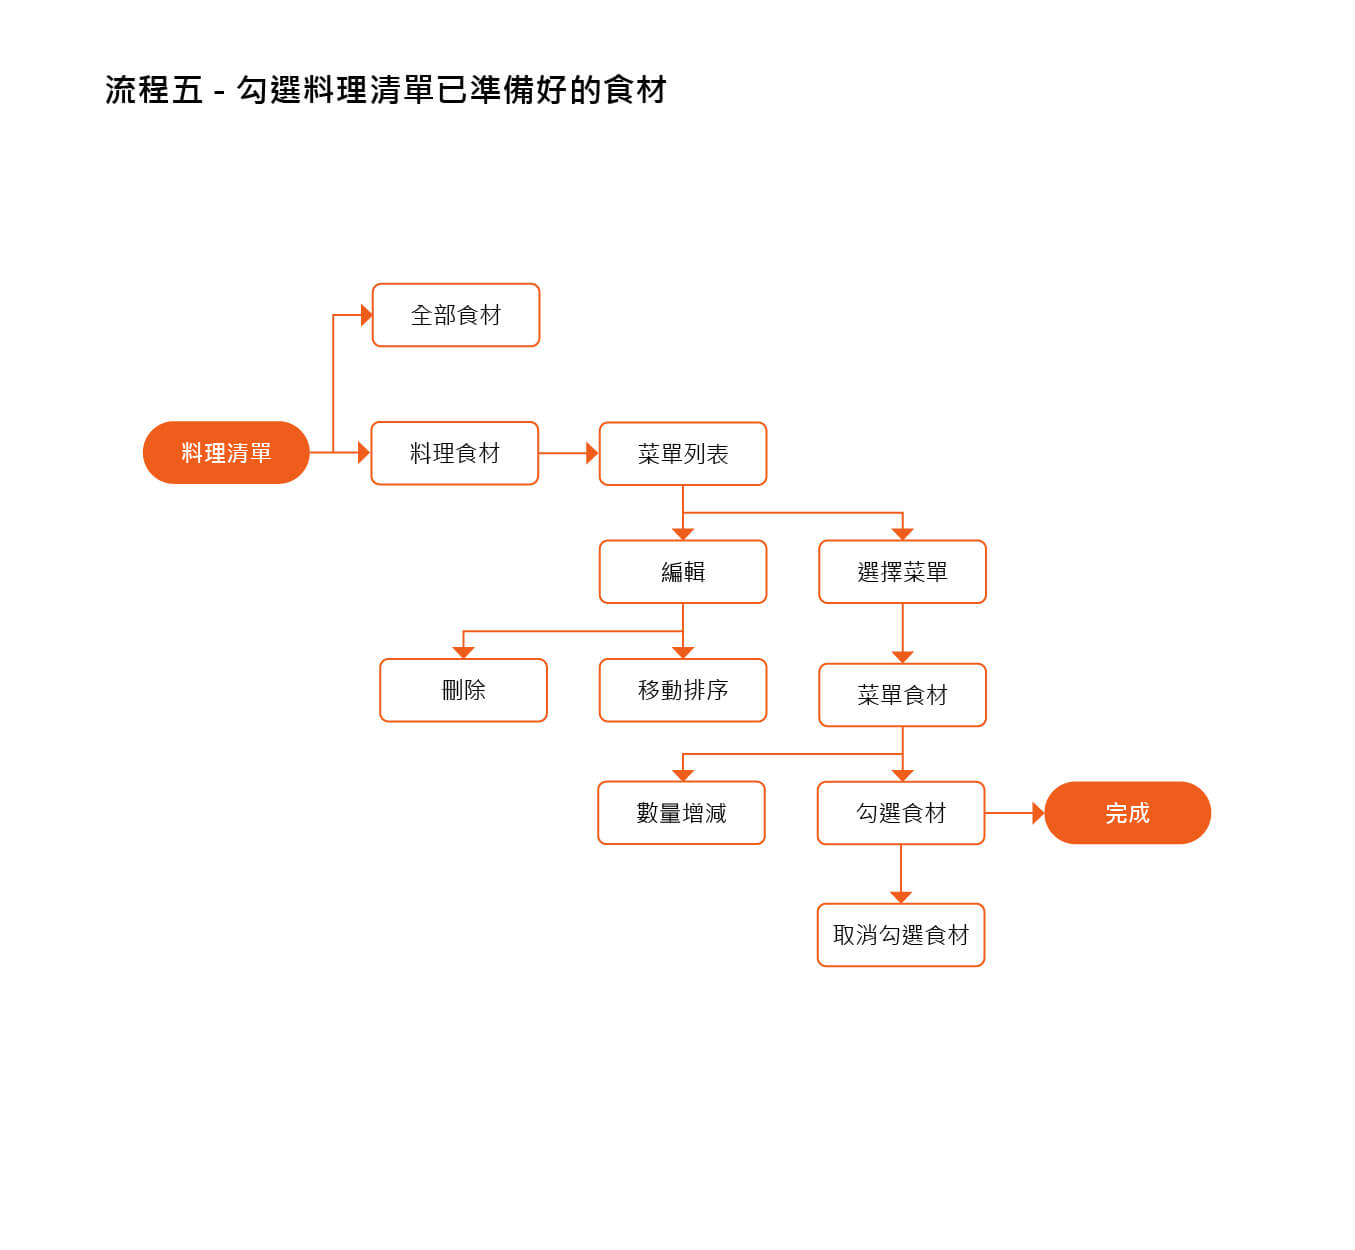 流程五 - 勾選料理清單已準備好的食材
全部食材
料理清單
料理食材
菜單列表
編輯
選擇菜單
刪除
移動排序
菜單食材
數量增減
勾選食材
完成
取消勾選食材